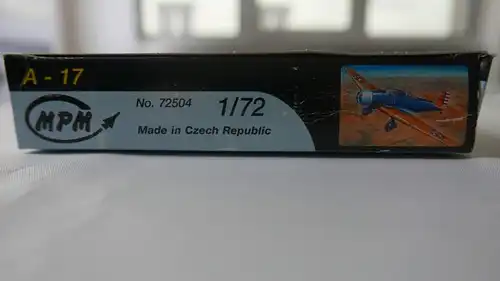 A - 17
MPM
No. 72504 1/72
Made in Czech Republic